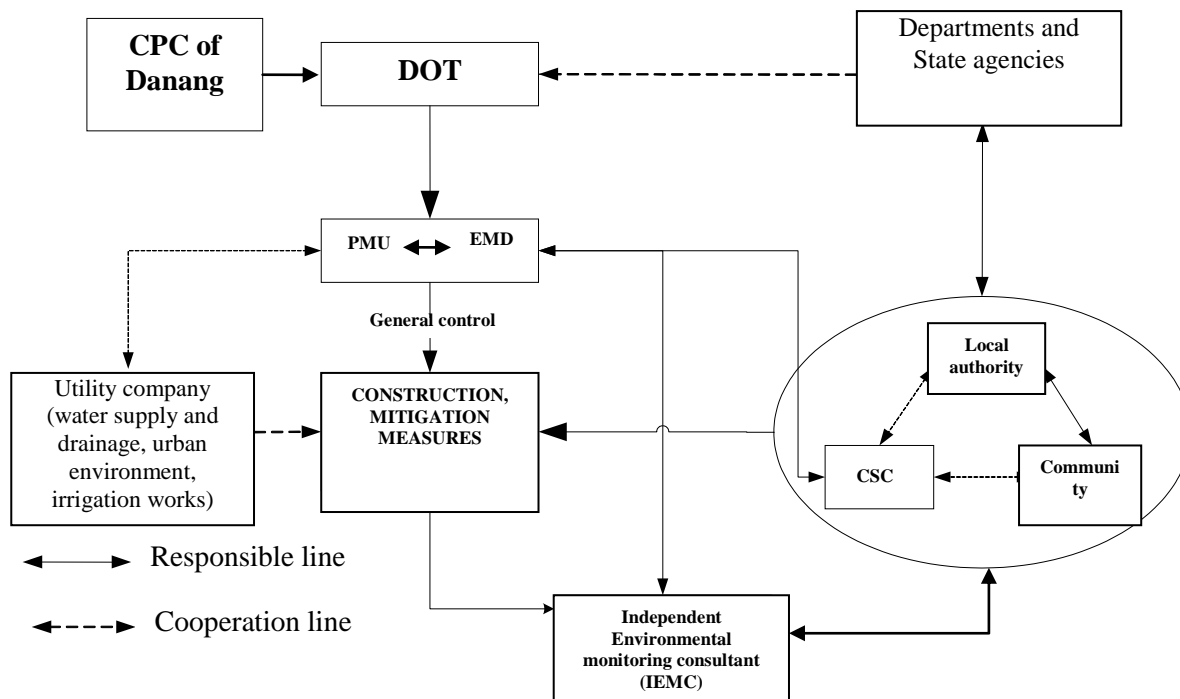 CPC of
Danang
DOT
Departments and
State agencies
PMU
EMD
General control
Utility company
(water supply and
drainage, urban
environment,
irrigation works)
CONSTRUCTION,
MITIGATION
MEASURES
Local
authority
CSC
Communi
ty
Responsible line
Cooperation line
Independent
Environmental
monitoring consultant
(IEMC)